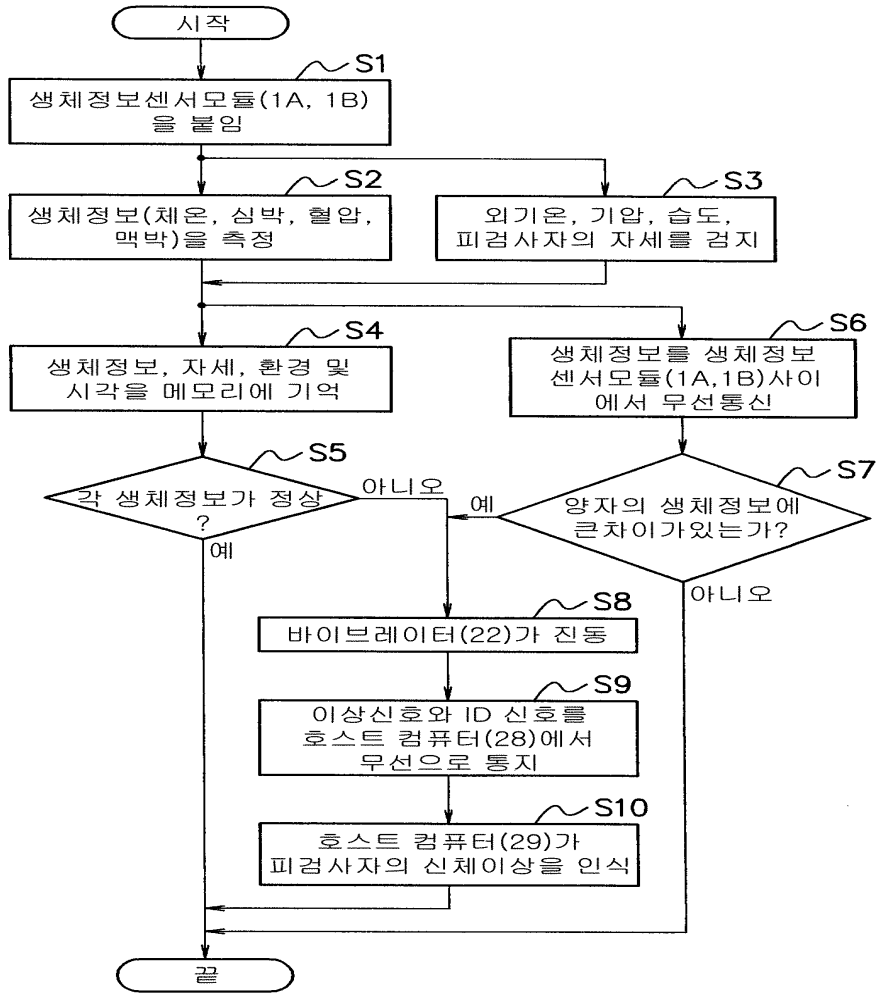 시작
S1
생체정보센서모듈(1A, 1B)
을 붙임
S2
생체정보(체온, 심박, 혈압,
맥박)을 측정
S3
외기온, 기압, 습도,
피검사자의 자세를 검지
S4
생체정보, 자세, 환경 및
시각을 메모리에 기억
S6
생체정보를 생체정보
센서모듈(1A,1B)사이
에서 무선통신
S5
각 생체정보가 정상
?
아니오
예
S7
양자의 생체정보에
큰차이가있는가?
예
아니오
S8
바이브레이터(22)가 진동
S9
이상신호와 ID 신호를
호스트 컴퓨터(28)에서
무선으로 통지
S10
호스트 컴퓨터(29)가
피검사자의 신체이상을 인식
끝